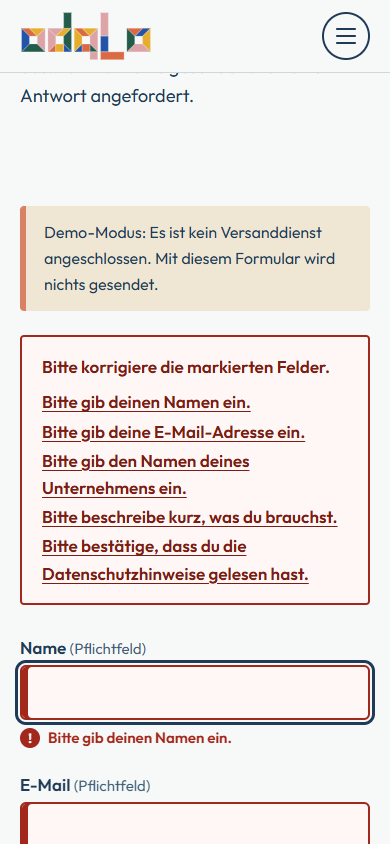 adaLo
Antwort angefordert.
Demo-Modus: Es ist kein Versanddienst
angeschlossen. Mit diesem Formular wird
nichts gesendet.
Bitte korrigiere die markierten Felder.
Bitte gib deinen Namen ein.
Bitte gib deine E-Mail-Adresse ein.
Bitte gib den Namen deines
Unternehmens ein.
Bitte beschreibe kurz, was du brauchst.
Bitte bestätige, dass du die
Datenschutzhinweise gelesen hast.
Name (Pflichtfeld)
! Bitte gib deinen Namen ein.
E-Mail (Pflichtfeld)